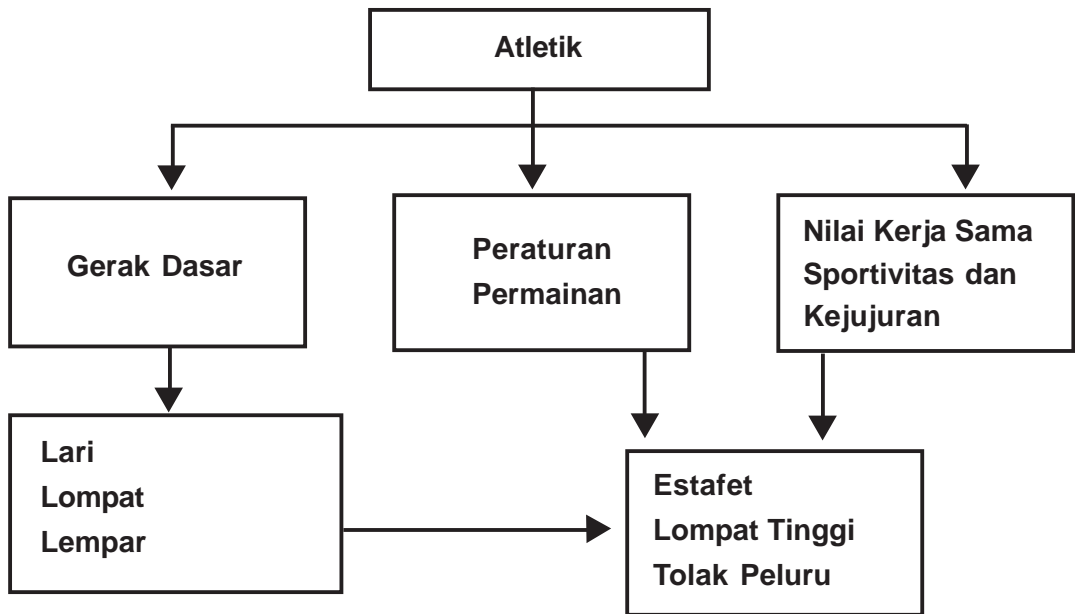 Atletik
Gerak Dasar
Peraturan
Permainan
Nilai Kerja Sama
Sportivitas dan
Kejujuran
Lari
Lompat
Lempar
Estafet
Lompat Tinggi
Tolak Peluru